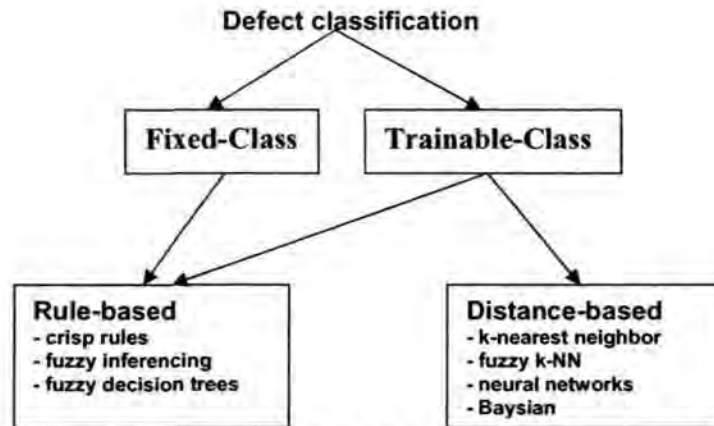 Defect classification
Fixed-Class
Trainable-Class
Rule-based
- crisp rules
- fuzzy inferencing
- fuzzy decision trees
Distance-based
- k-nearest neighbor
- fuzzy k-NN
- neural networks
- Baysian